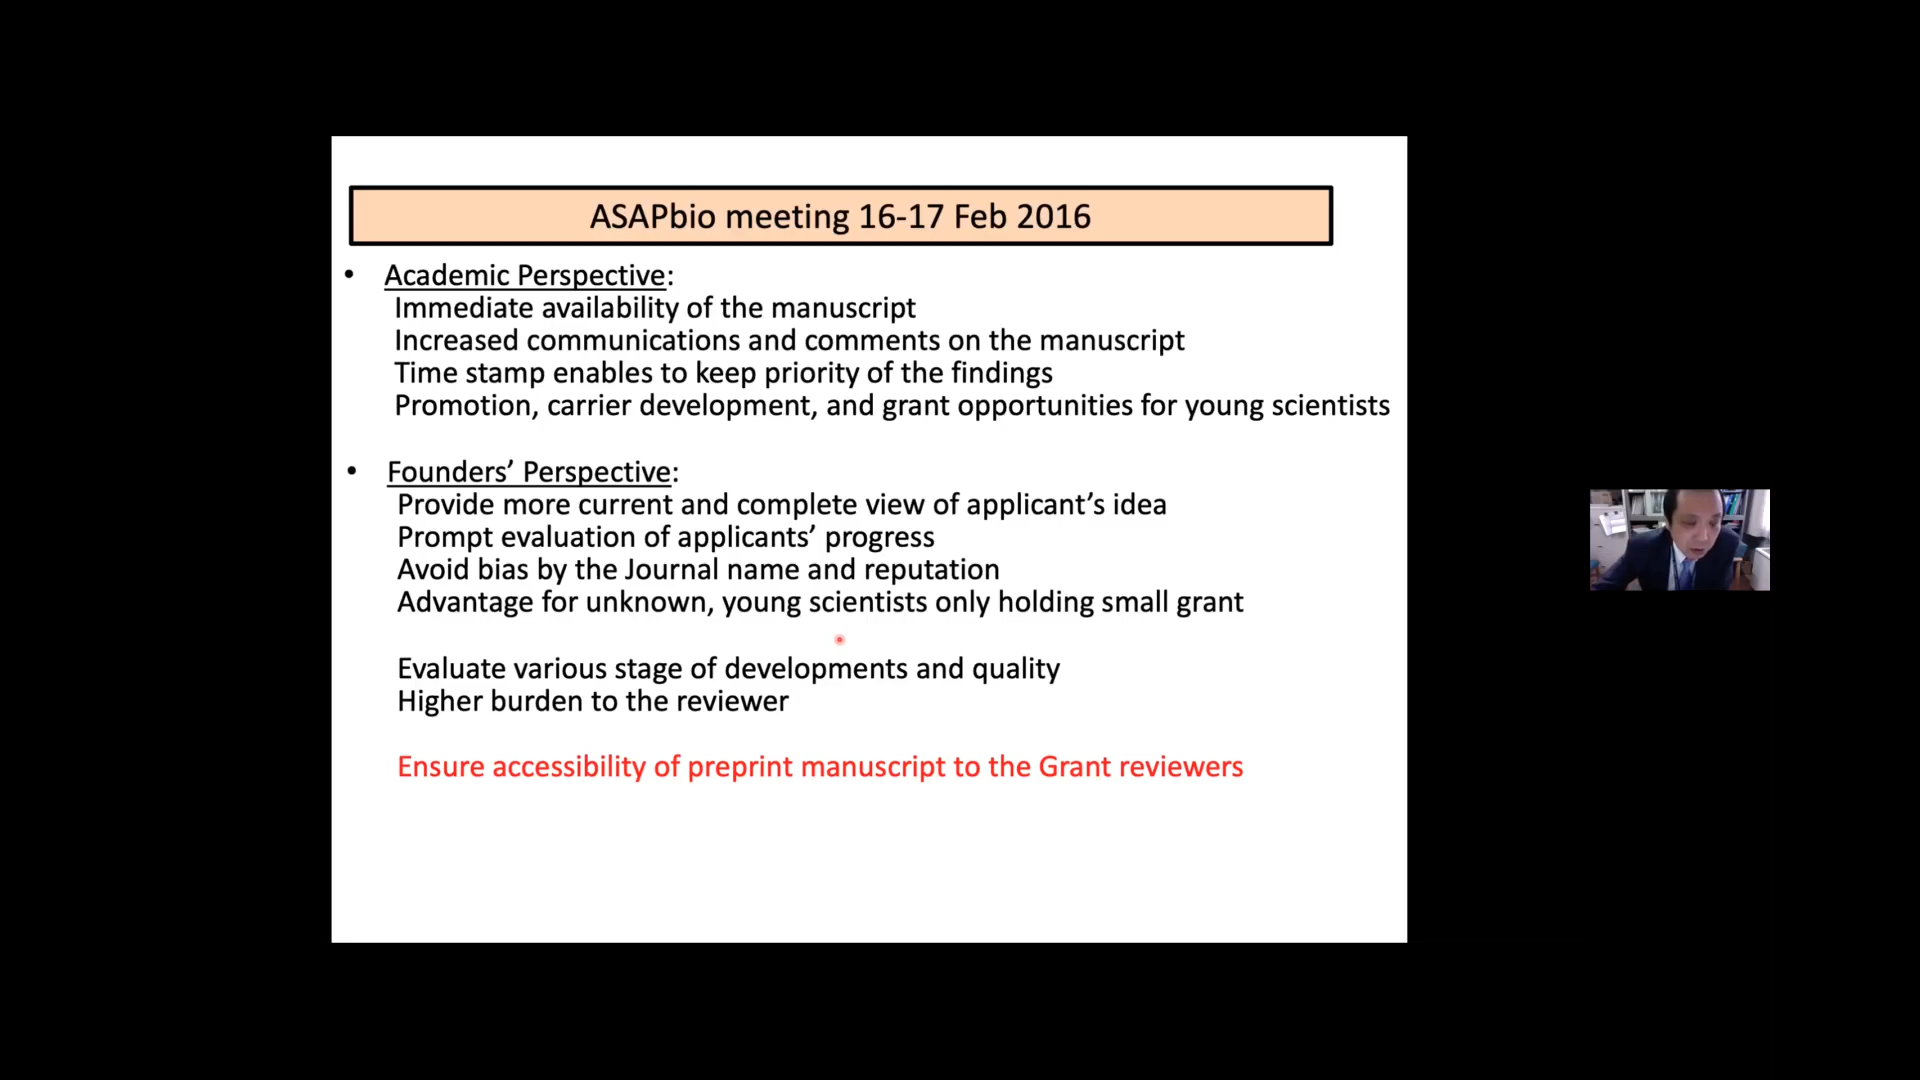 ASAPbio meeting 16-17 Feb 2016
• Academic Perspective:
Immediate availability of the manuscript
Increased communications and comments on the manuscript
Time stamp enables to keep priority of the findings
Promotion, carrier development, and grant opportunities for young scientists
• Founders’ Perspective:
Provide more current and complete view of applicant’s idea
Prompt evaluation of applicants’ progress
Avoid bias by the Journal name and reputation
Advantage for unknown, young scientists only holding small grant
Evaluate various stage of developments and quality
Higher burden to the reviewer
Ensure accessibility of preprint manuscript to the Grant reviewers